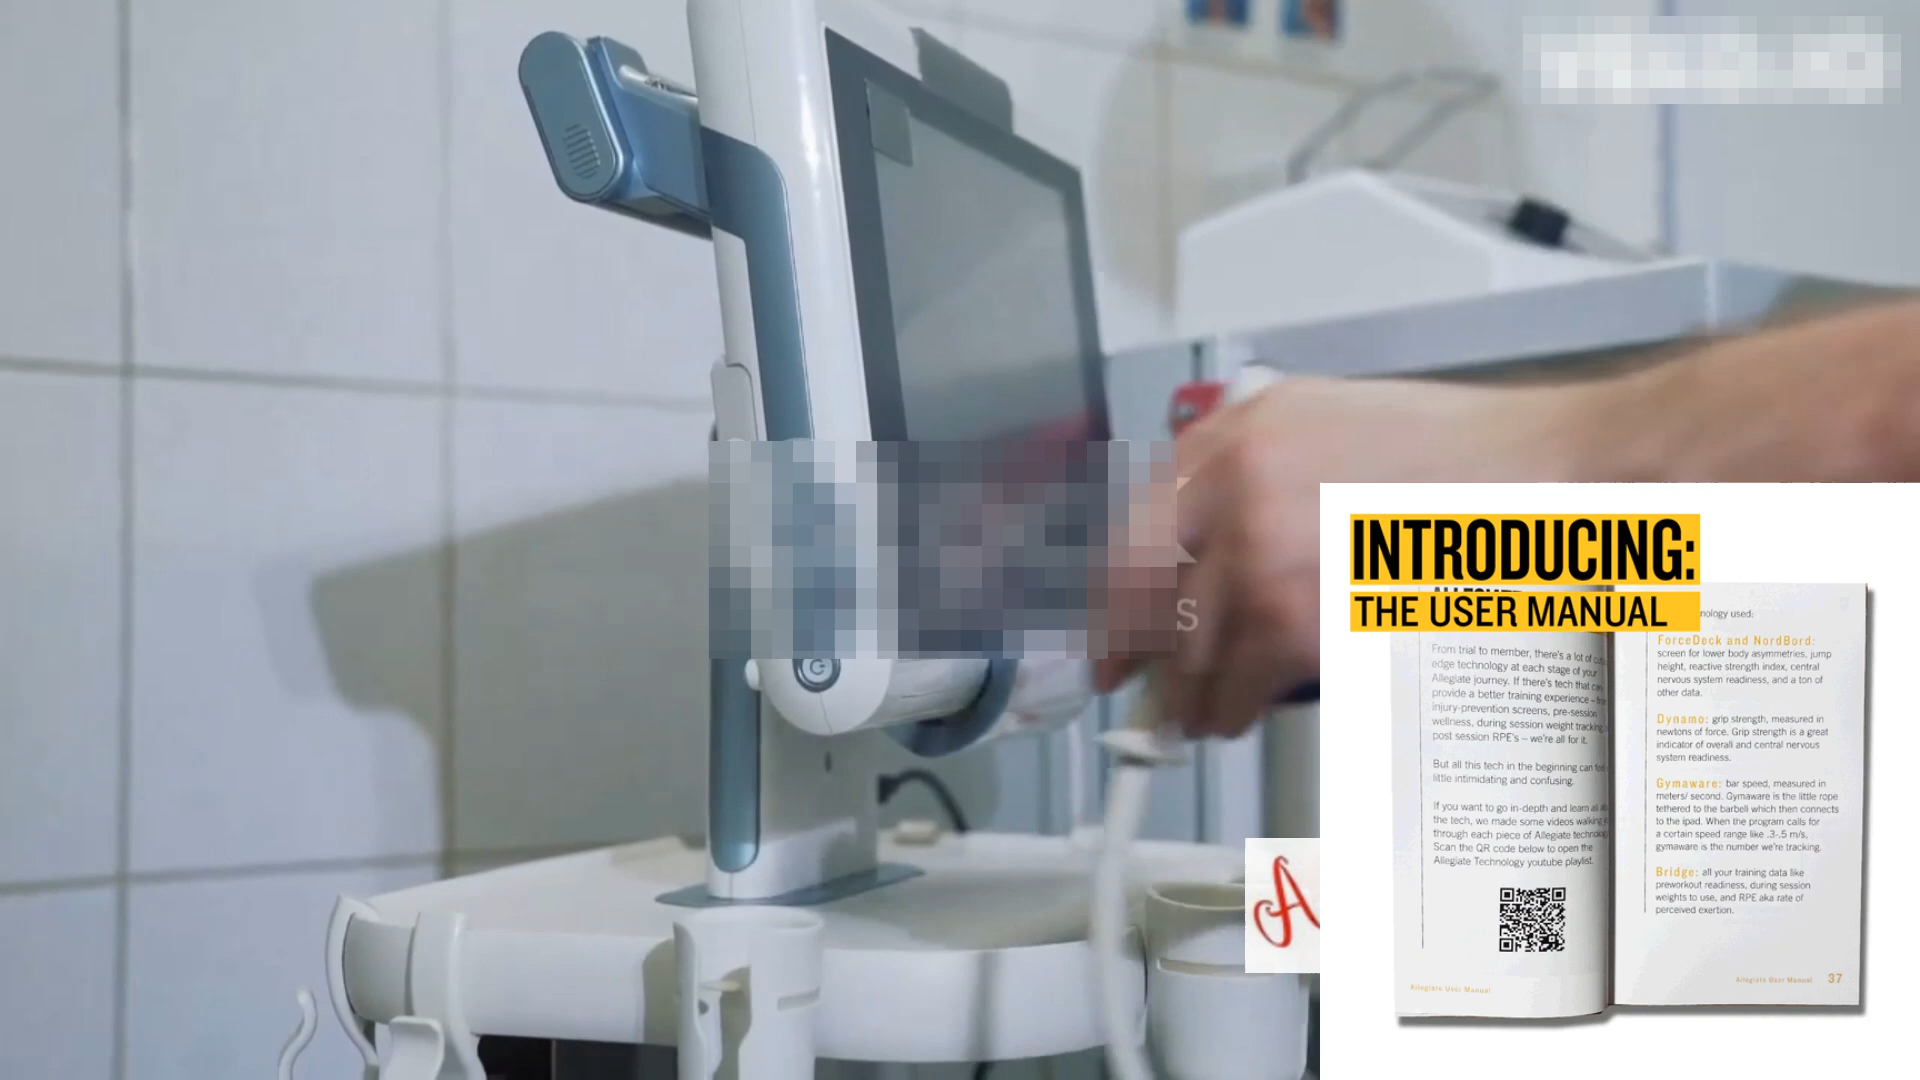 S
A
INTRODUCING:
THE USER MANUAL
From trial to member, there's a lot of
edge technology at each stage of your
Allegiate journey. If there's tech that can
provide a better training experience –
injury-prevention screens, pre-session
wellness, during session weight tracking,
post session RPE's – we're all for it.
But all this tech in the beginning can feel
little intimidating and confusing.
If you want to go in-depth and learn all
the tech, we made some videos walking
through each piece of Allegiate technology.
Scan the QR code below to open the
Allegiate Technology youtube playlist.
Allegiate User Manual
nology used:
ForceDeck and NordBord:
screen for lower body asymmetries, jump
height, reactive strength index, central
nervous system readiness, and a ton of
other data.
Dynamo: grip strength, measured in
newtons of force. Grip strength is a great
indicator of overall and central nervous
system readiness.
Gymaware: bar speed, measured in
meters/ second. Gymaware is the little rope
tethered to the barbell which then connects
to the ipad. When the program calls for
a certain speed range like .3-.5 m/s,
gymaware is the number we're tracking.
Bridge: all your training data like
preworkout readiness, during session
weights to use, and RPE aka rate of
perceived exertion.
Allegiate User Manual 37